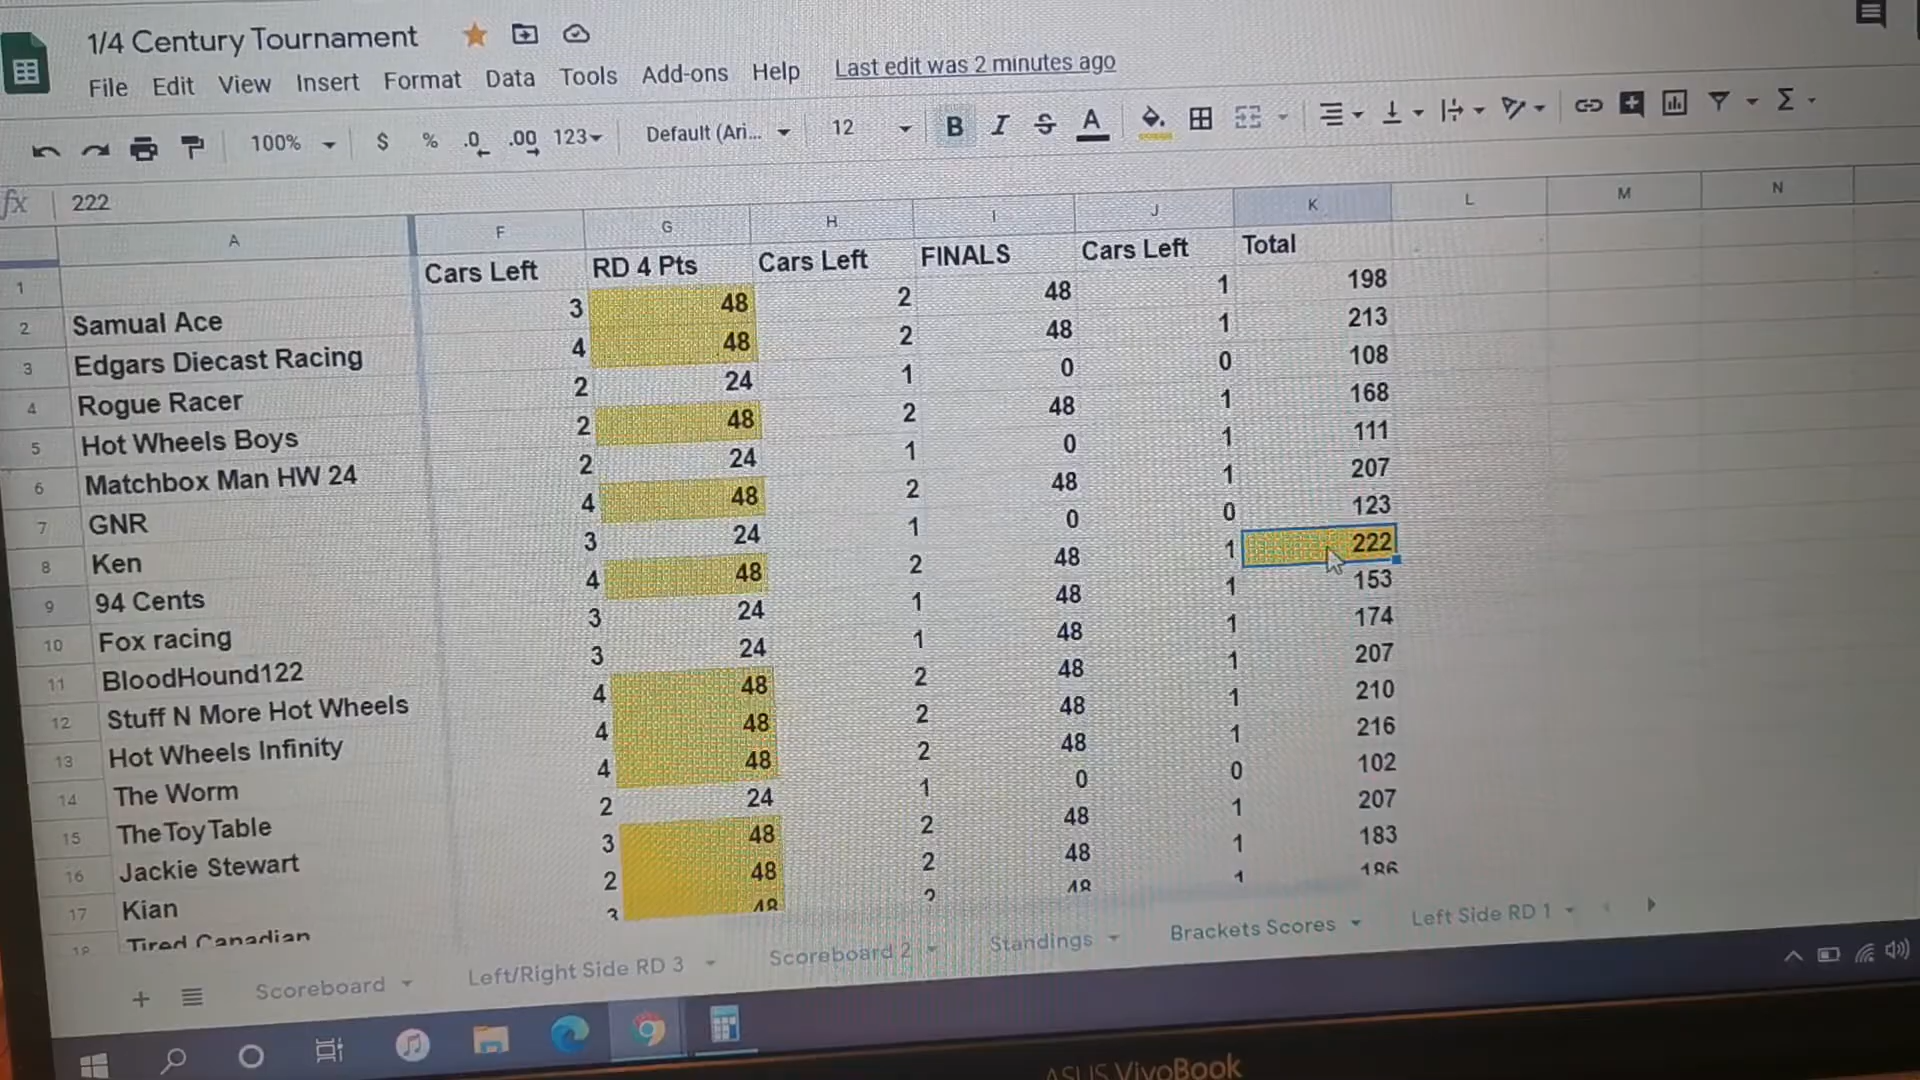 1/4 Century Tournament
File Edit View Insert Format Data Tools Add-ons Help Last edit was 2 minutes ago
100% $ % .0 .00 123 Default (Ari... 12 B I S A
fx 222
A F G H I J K L M N
1 Cars Left RD 4 Pts Cars Left FINALS Cars Left Total
2 Samual Ace 3 48 2 48 1 198
3 Edgars Diecast Racing 4 48 2 48 1 213
4 Rogue Racer 2 24 1 0 0 108
5 Hot Wheels Boys 2 48 2 48 1 168
6 Matchbox Man HW 24 2 24 1 0 1 111
7 GNR 4 48 2 48 1 207
8 Ken 3 24 1 0 0 123
9 94 Cents 4 48 2 48 1 222
10 Fox racing 3 24 1 48 1 153
11 BloodHound122 3 24 1 48 1 174
12 Stuff N More Hot Wheels 4 48 2 48 1 207
13 Hot Wheels Infinity 4 48 2 48 1 210
14 The Worm 4 48 2 48 1 216
15 TheToyTable 2 24 1 0 0 102
16 Jackie Stewart 3 48 2 48 1 207
17 Kian 2 48 2 48 1 183
18 Tired Canadian 3 48 2 48 1 186
+ Scoreboard Left/Right Side RD 3 Scoreboard 2 Standings Brackets Scores Left Side RD 1
ASUS VivoBook